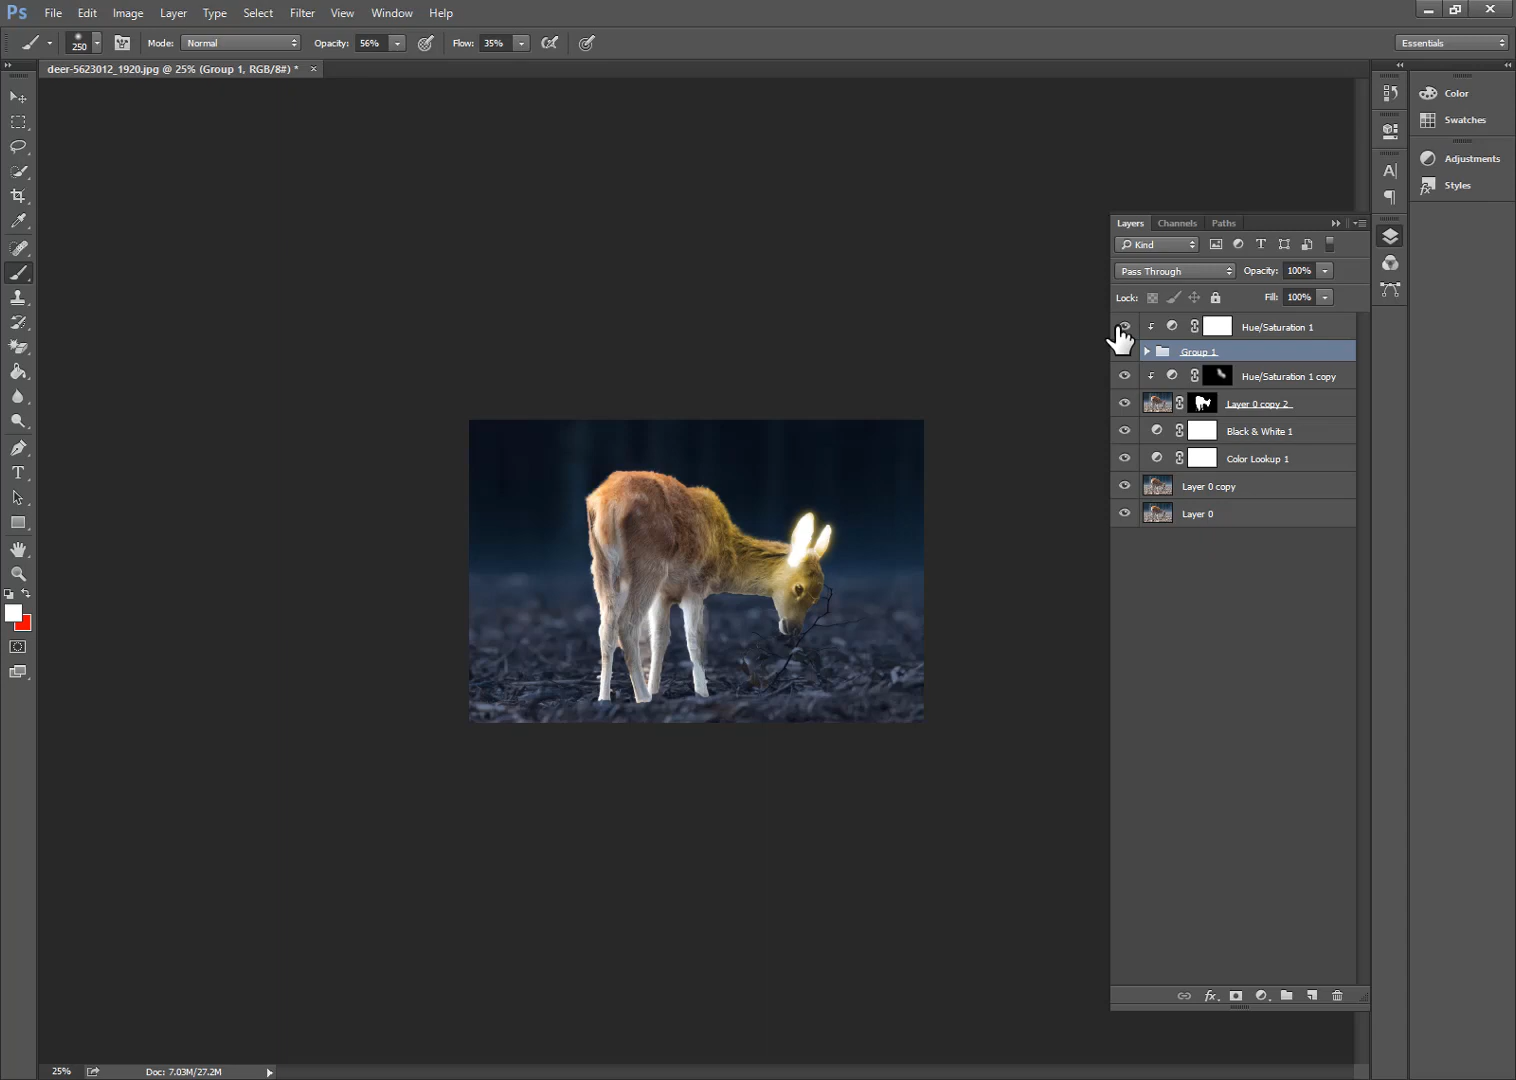 Ps File Edit Image Layer Type Select Filter View Window Help
250 Mode: Normal Opacity: 56% Flow: 35% Essentials
deer-5623012_1920.jpg @ 25% (Group 1, RGB/8#) * ×
Color
Swatches
Adjustments
Styles
Layers Channels Paths
Kind
Pass Through Opacity: 100%
Lock: Fill: 100%
Hue/Saturation 1
Group 1
Hue/Saturation 1 copy
Layer 0 copy 2
Black & White 1
Color Lookup 1
Layer 0 copy
Layer 0
fx
25% Doc: 7.03M/27.2M